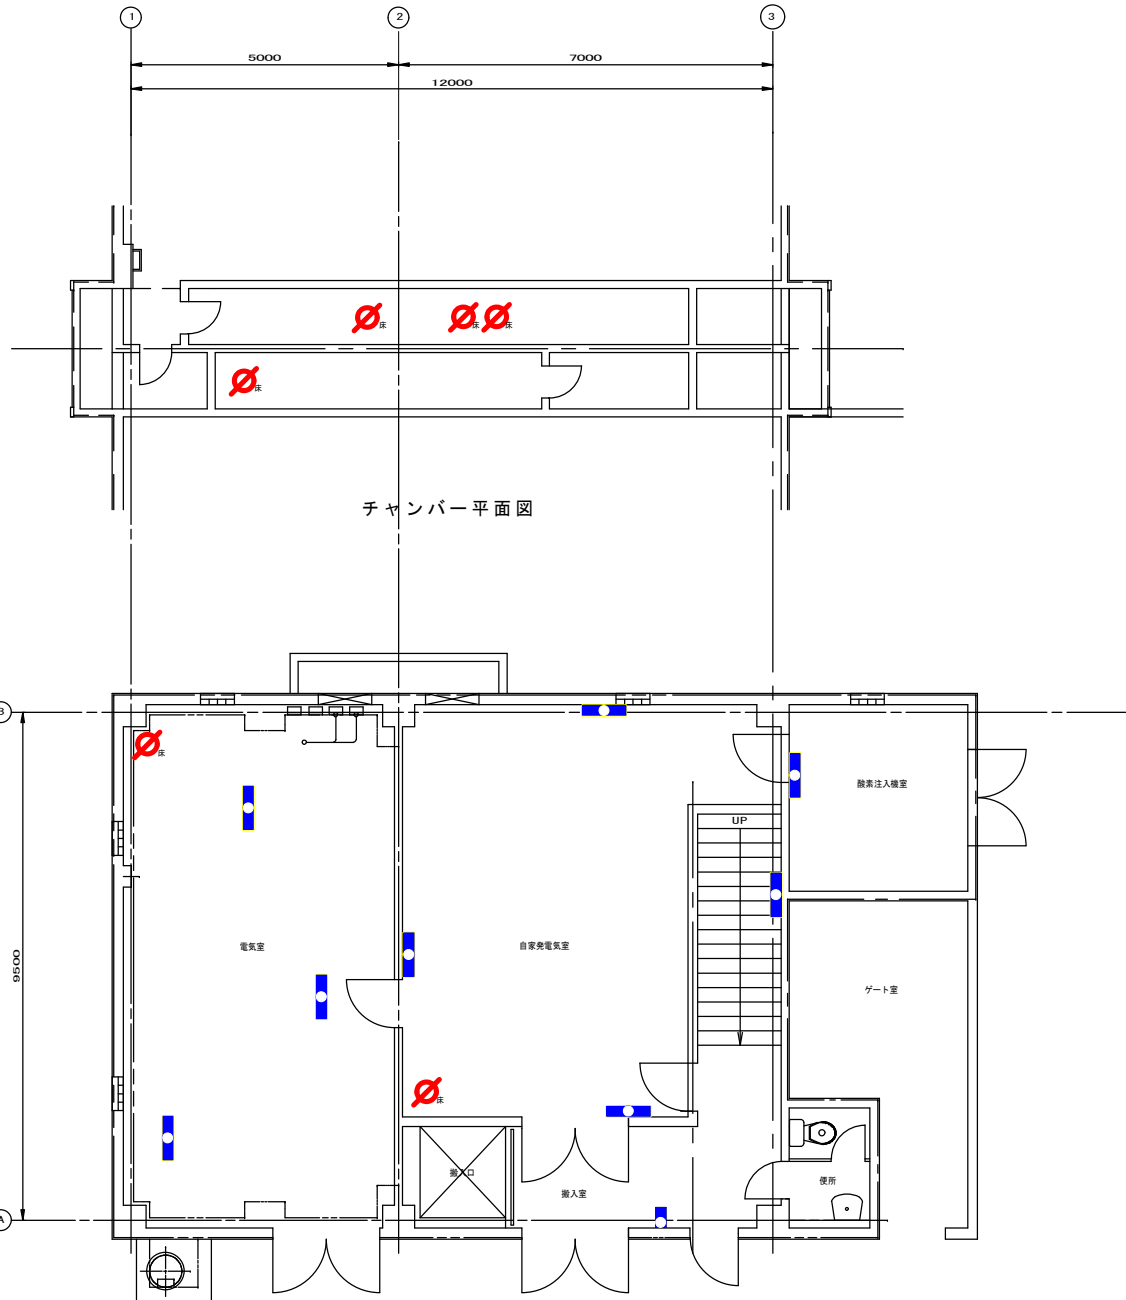 1
2
3
5000
7000
12000
床
床
床
床
チャンバー平面図
B
床
酸素注入機室
UP
9500
電気室
自家発電気室
ゲート室
床
搬入口
搬入室
便所
A